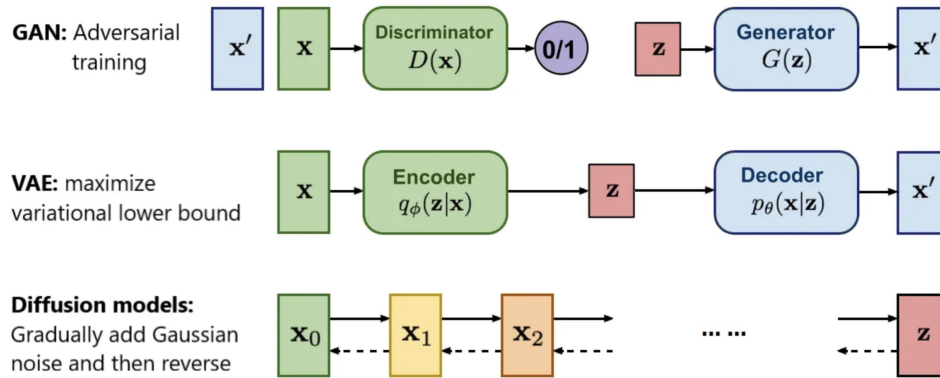 GAN: Adversarial
training
x′ x Discriminator
D(x) 0/1 z Generator
G(z) x′
VAE: maximize
variational lower bound
x Encoder
qϕ(z|x) z Decoder
pθ(x|z) x′
Diffusion models:
Gradually add Gaussian
noise and then reverse
x0 x1 x2 ... ... z